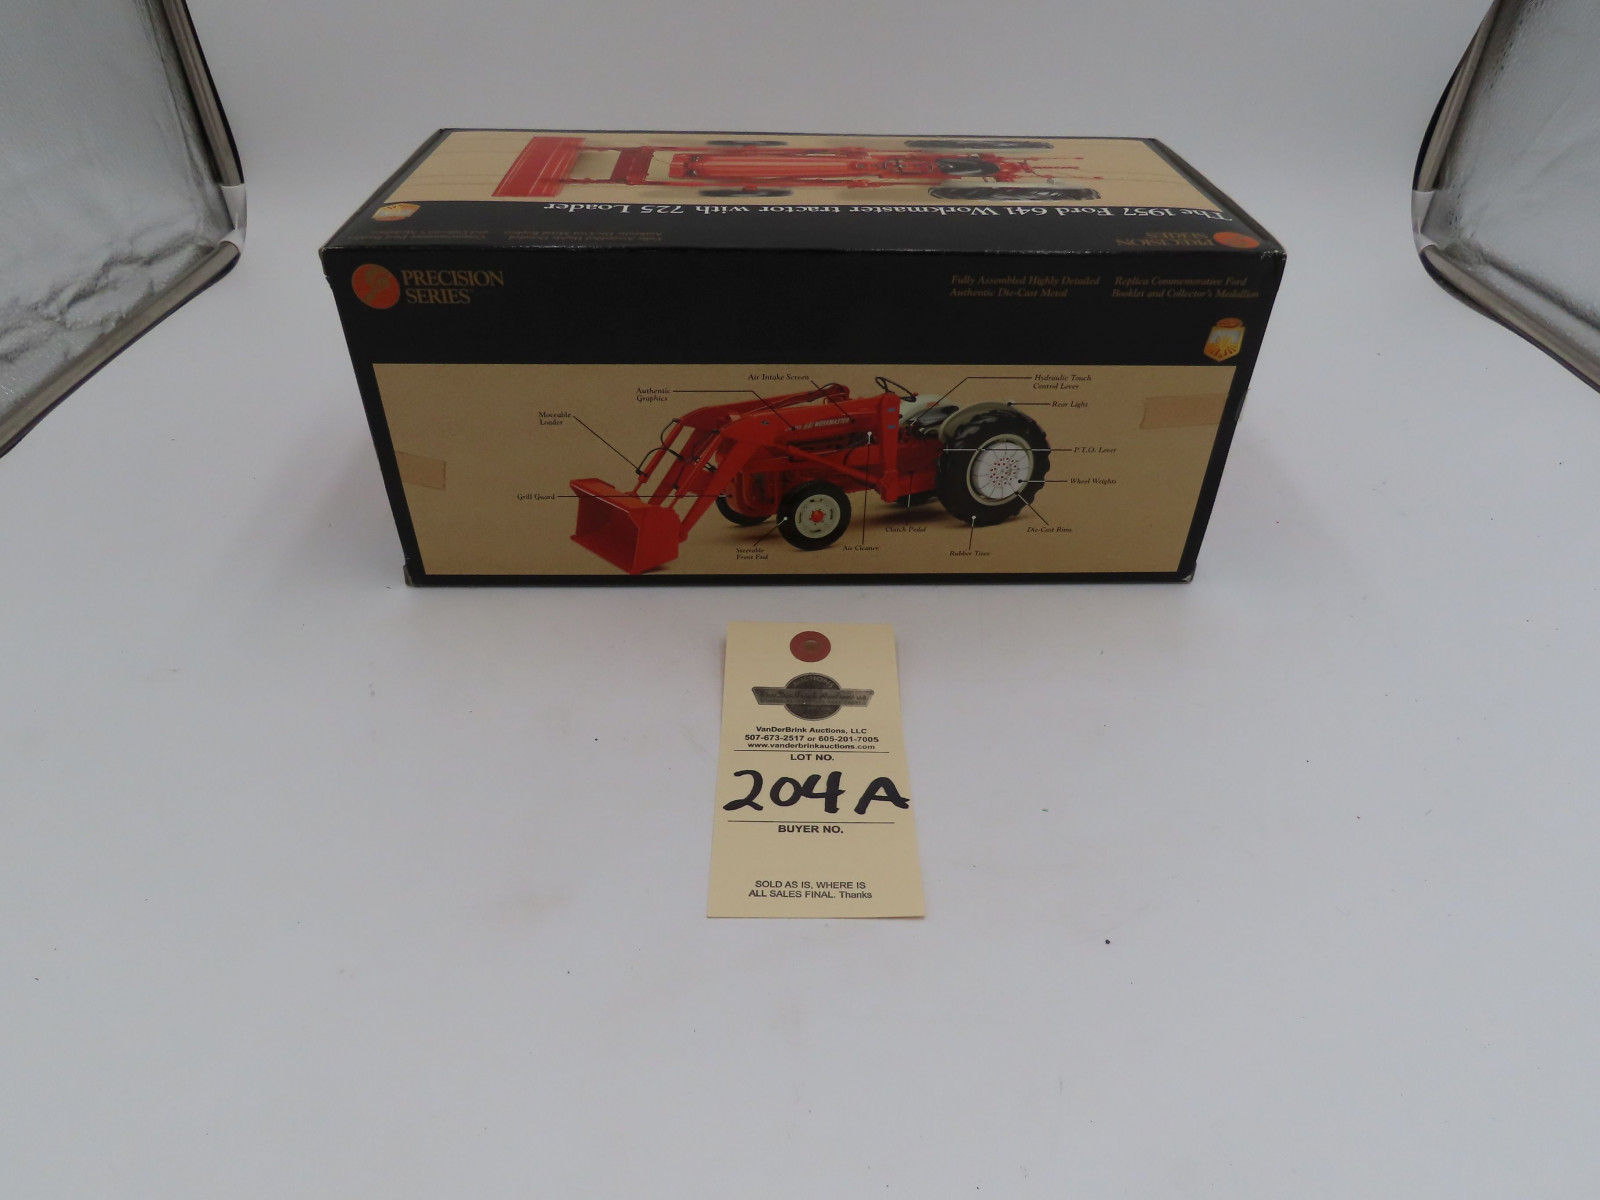 The 1957 Ford 641 Workmaster tractor with 725 Loader
PRECISION
SERIES
PRECISION
SERIES™
Fully Assembled Highly Detailed
Authentic Die-Cast Metal
Replica Commemorative Ford
Booklet and Collector's Medallion
Air Intake Screen
Authentic
Graphics
Moveable
Loader
Grill Guard
Steerable
Front End
Air Cleaner
Clutch Pedal
Rubber Tires
Die-Cast Rims
Wheel Weights
P.T.O. Lever
Rear Light
Hydraulic Touch
Control Lever
641 WORKMASTER
VanDerBrink Auctions, LLC
507-673-2517 or 605-201-7005
www.vanderbrinkauctions.com
LOT NO.
204A
BUYER NO.
SOLD AS IS, WHERE IS
ALL SALES FINAL. Thanks